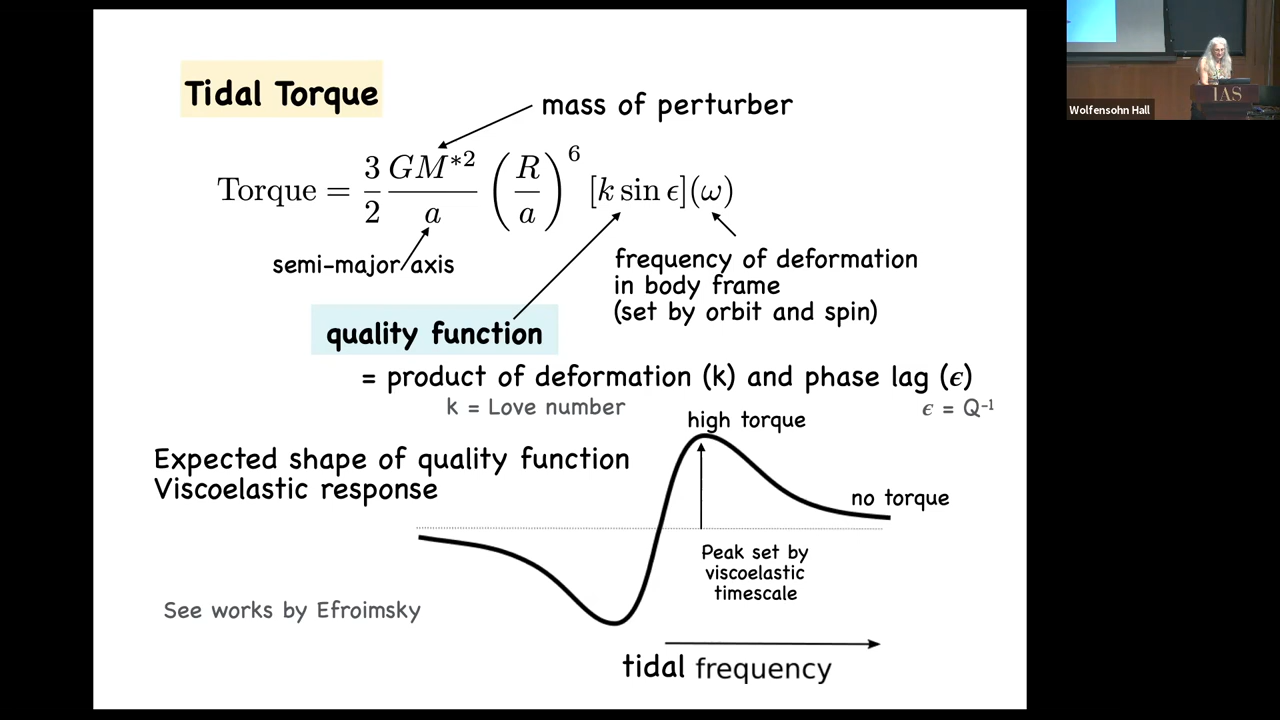 Tidal Torque
mass of perturber
Torque = 3/2 GM*2/a (R/a)^6 [k sin ϵ](ω)
semi-major axis
frequency of deformation
in body frame
(set by orbit and spin)
quality function
= product of deformation (k) and phase lag (ϵ)
k = Love number
ϵ = Q-1
high torque
Expected shape of quality function
Viscoelastic response
no torque
Peak set by
viscoelastic
timescale
See works by Efroimsky
tidal frequency
IAS
Wolfensohn Hall